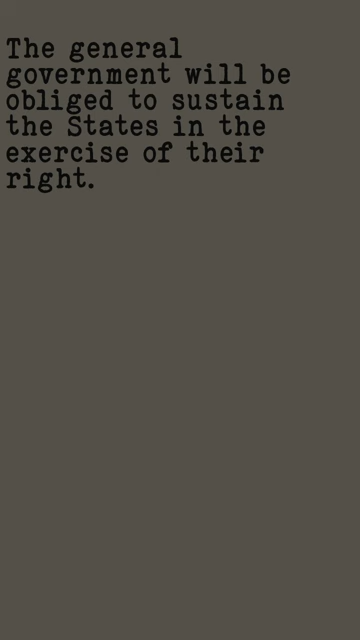 The general
government will be
obliged to sustain
the States in the
exercise of their
right.